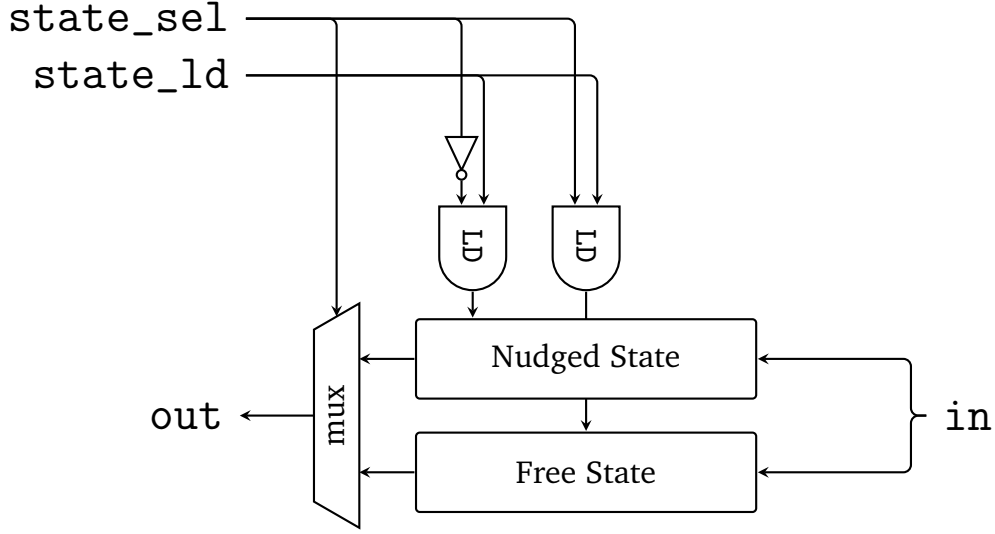 state_sel
state_ld
LD
LD
Nudged State
mux
out
in
Free State